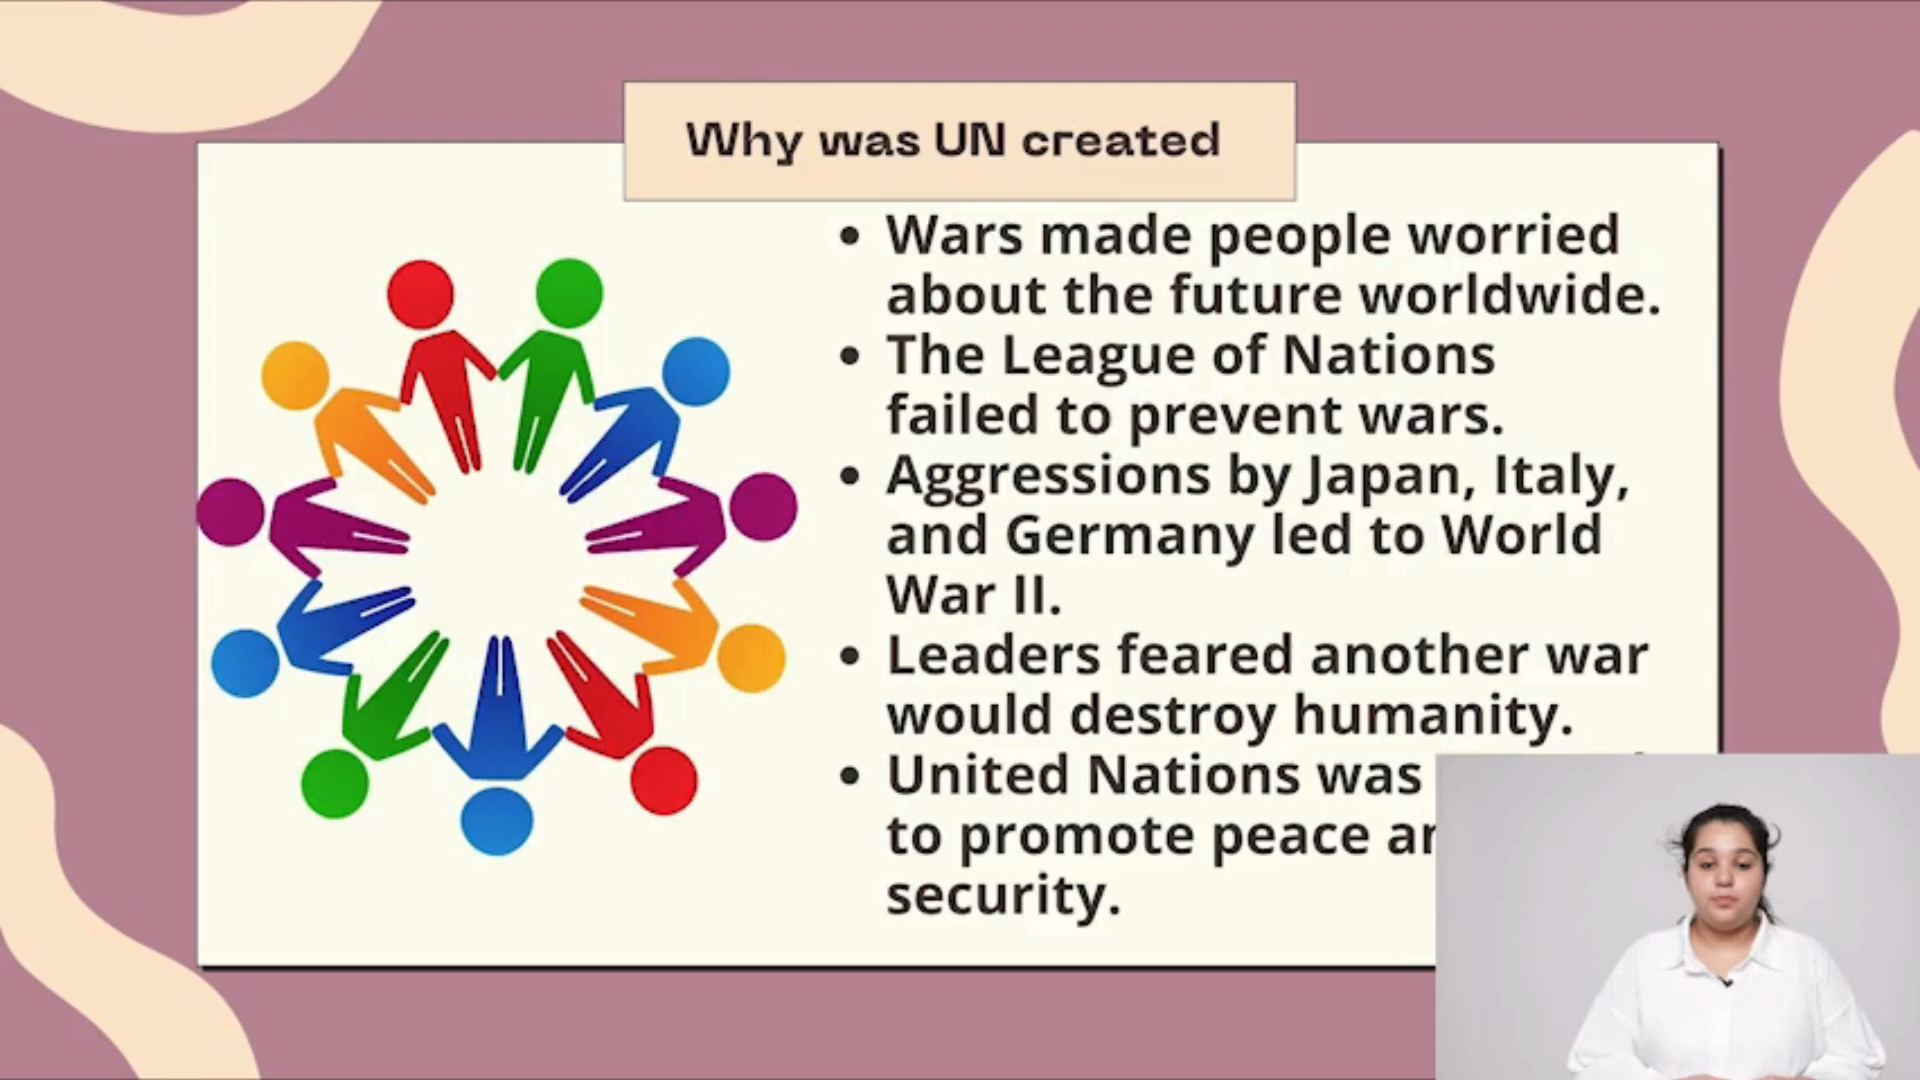 Why was UN created
• Wars made people worried
about the future worldwide.
• The League of Nations
failed to prevent wars.
• Aggressions by Japan, Italy,
and Germany led to World
War II.
• Leaders feared another war
would destroy humanity.
• United Nations was
to promote peace
security.